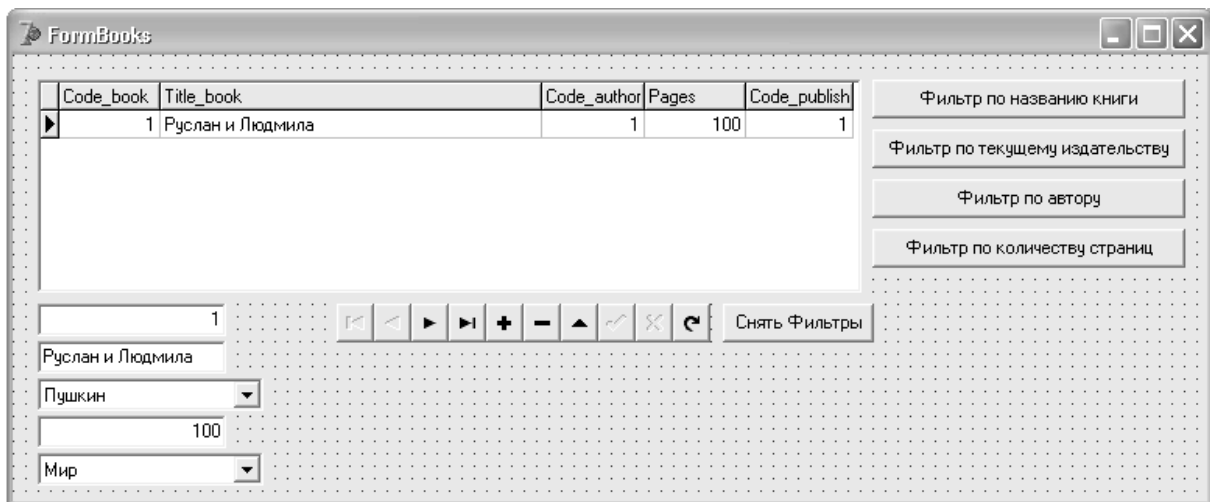 FormBooks
Code_book Title_book Code_author Pages Code_publish
1 Руслан и Людмила 1 100 1
Фильтр по названию книги
Фильтр по текущему издательству
Фильтр по автору
Фильтр по количеству страниц
1
Снять Фильтры
Руслан и Людмила
Пушкин
100
Мир